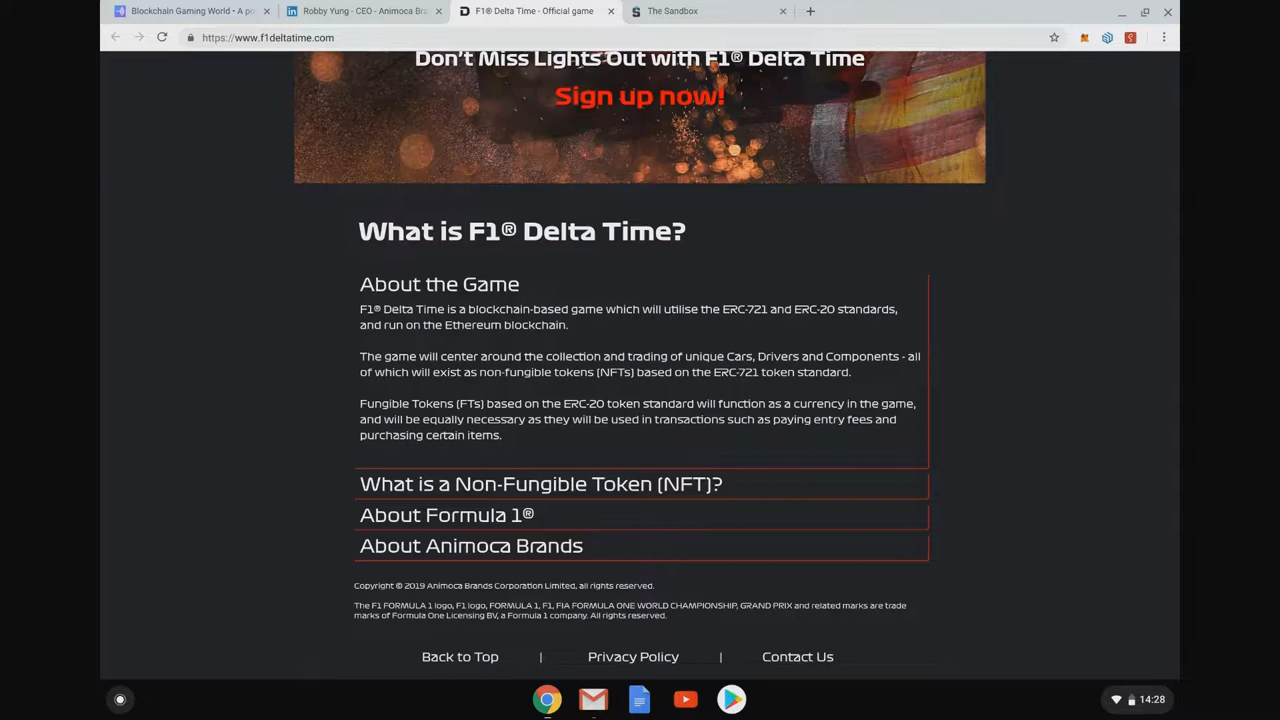 Blockchain Gaming World • A po
Robby Yung - CEO - Animoca Bra
F1® Delta Time - Official game
The Sandbox
https://www.f1deltatime.com
Don't Miss Lights Out with F1® Delta Time
Sign up now!
What is F1® Delta Time?
About the Game
F1® Delta Time is a blockchain-based game which will utilise the ERC-721 and ERC-20 standards,
and run on the Ethereum blockchain.
The game will center around the collection and trading of unique Cars, Drivers and Components - all
of which will exist as non-fungible tokens (NFTs) based on the ERC-721 token standard.
Fungible Tokens (FTs) based on the ERC-20 token standard will function as a currency in the game,
and will be equally necessary as they will be used in transactions such as paying entry fees and
purchasing certain items.
What is a Non-Fungible Token (NFT)?
About Formula 1®
About Animoca Brands
Copyright © 2019 Animoca Brands Corporation Limited, all rights reserved.
The F1 FORMULA 1 logo, F1 logo, FORMULA 1, F1, FIA FORMULA ONE WORLD CHAMPIONSHIP, GRAND PRIX and related marks are trade
marks of Formula One Licensing BV, a Formula 1 company. All rights reserved.
Back to Top | Privacy Policy | Contact Us
14:28